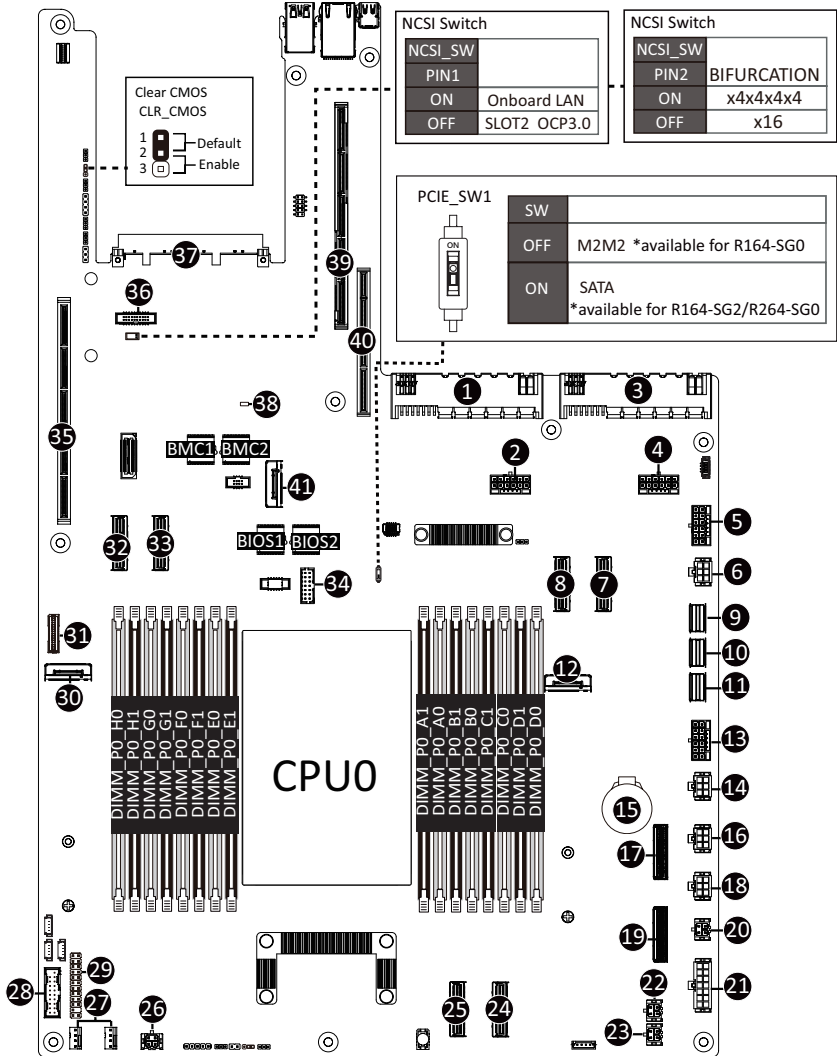 NCSI Switch
NCSI_SW
PIN1
ON Onboard LAN
OFF SLOT2 OCP3.0
NCSI Switch
NCSI_SW
PIN2 BIFURCATION
ON x4x4x4x4
OFF x16
Clear CMOS
CLR_CMOS
1
2
3
Default
Enable
PCIE_SW1
ON
SW
OFF M2M2 *available for R164-SG0
ON SATA
*available for R164-SG2/R264-SG0
37
39
36
40
1
3
38
35
BMC1 BMC2
2
4
41
5
32
33
BIOS1 BIOS2
34
8
7
6
9
31
10
30
12
11
DIMM_P0_H0
DIMM_P0_H1
DIMM_P0_G0
DIMM_P0_G1
DIMM_P0_F0
DIMM_P0_F1
DIMM_P0_E0
DIMM_P0_E1
CPU0
DIMM_P0_A1
DIMM_P0_A0
DIMM_P0_B1
DIMM_P0_B0
DIMM_P0_C1
DIMM_P0_C0
DIMM_P0_D1
DIMM_P0_D0
13
14
15
16
17
18
19
20
29
28
21
27
26
25
24
22
23